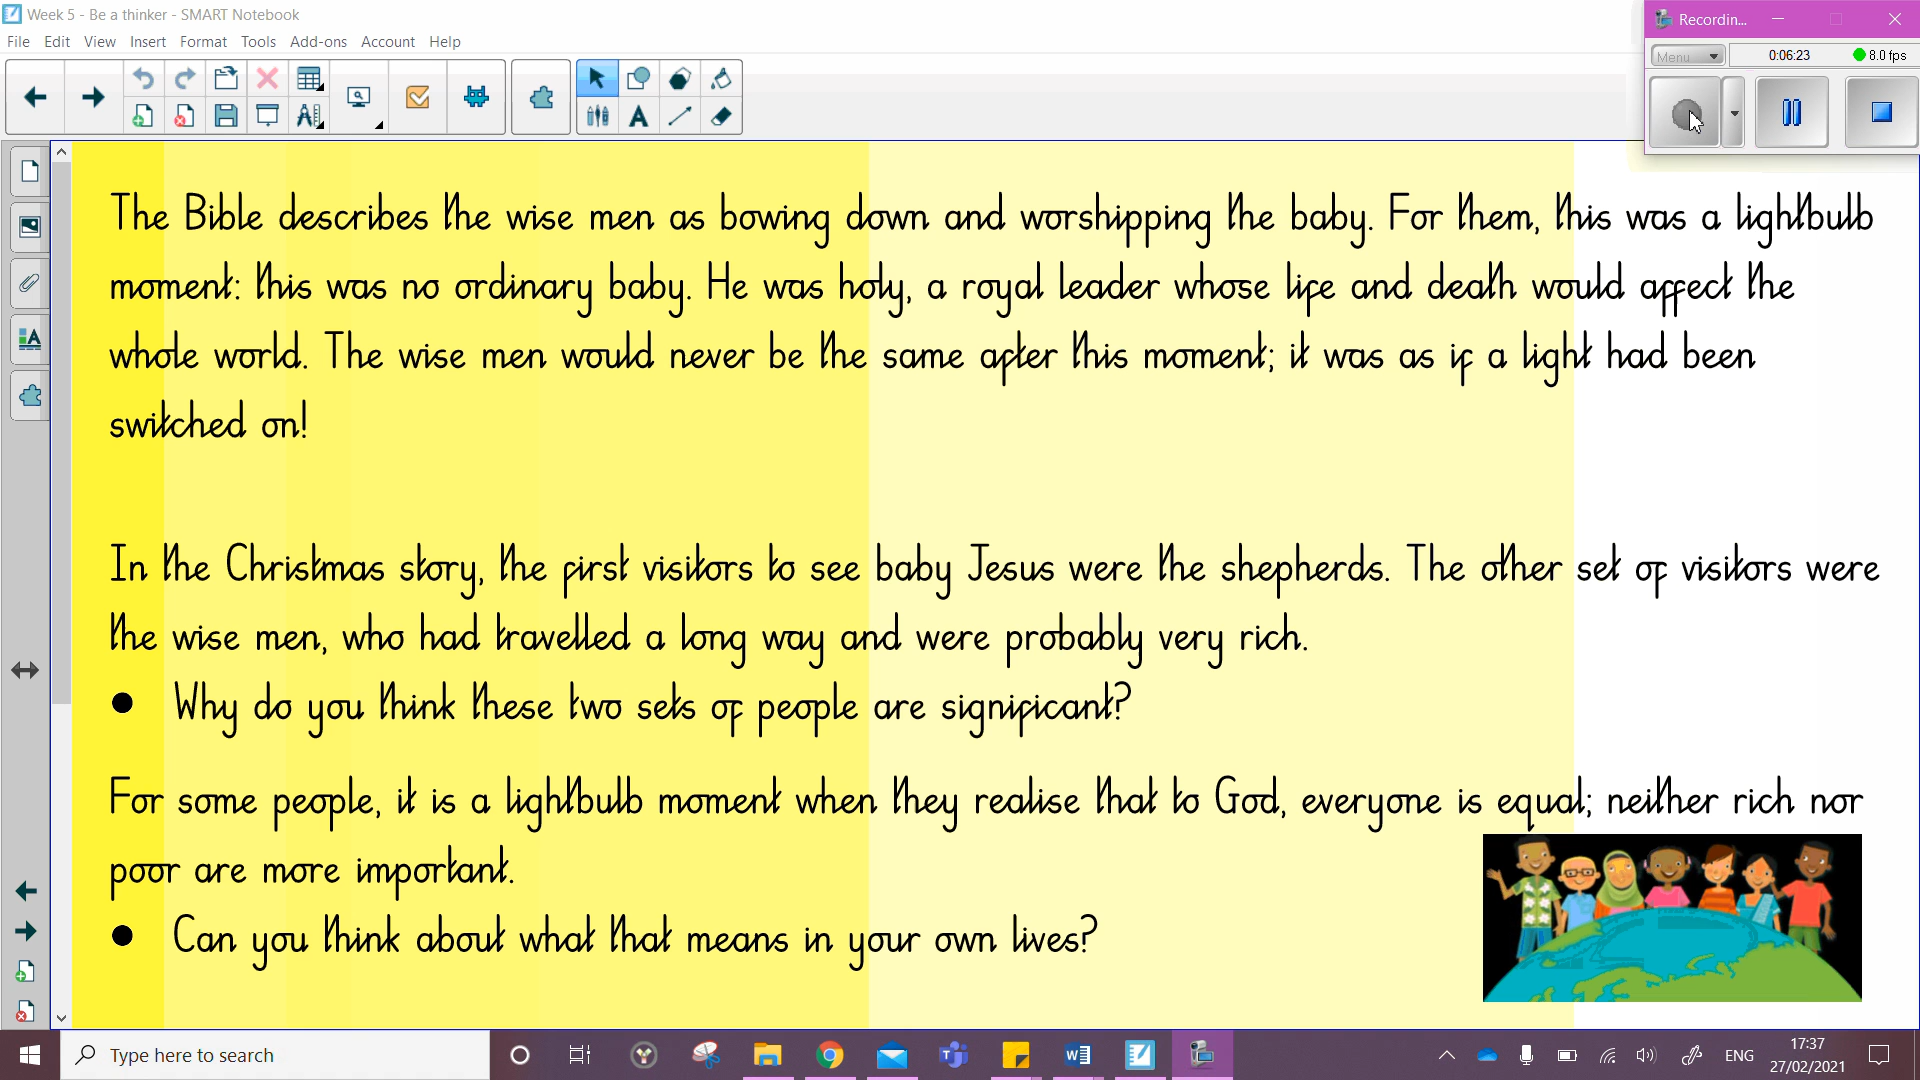 Week 5 - Be a thinker - SMART Notebook
File Edit View Insert Format Tools Add-ons Account Help
Recordin...
Menu 0:06:23 8.0 fps
The Bible describes the wise men as bowing down and worshipping the baby. For them, this was a lightbulb
moment: this was no ordinary baby. He was holy, a royal leader whose life and death would affect the
whole world. The wise men would never be the same after this moment; it was as if a light had been
switched on!
In the Christmas story, the first visitors to see baby Jesus were the shepherds. The other set of visitors were
the wise men, who had travelled a long way and were probably very rich.
● Why do you think these two sets of people are significant?
For some people, it is a lightbulb moment when they realise that to God, everyone is equal; neither rich nor
poor are more important.
● Can you think about what that means in your own lives?
Type here to search
ENG
17:37
27/02/2021